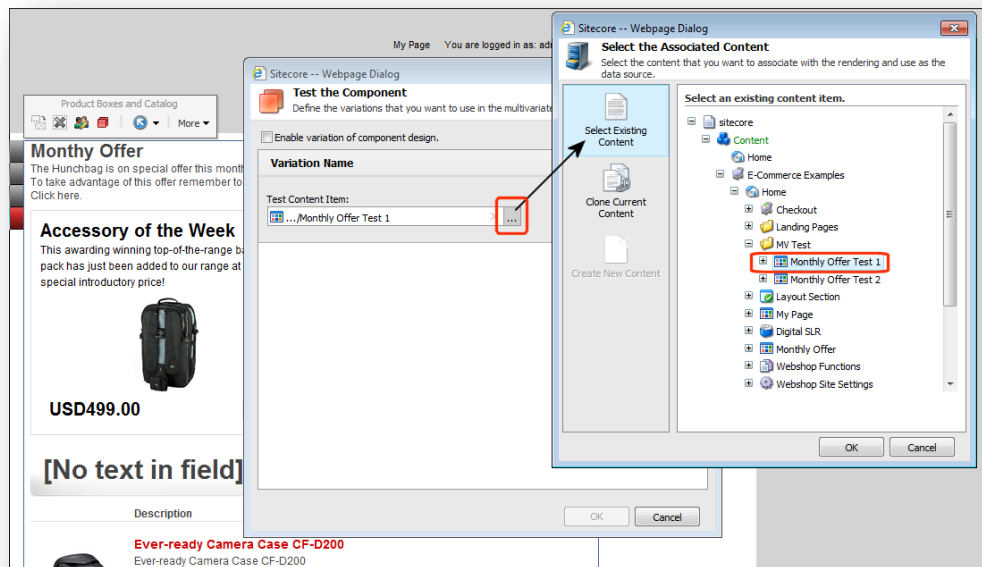 My Page You are logged in as: adr
Product Boxes and Catalog
More
Monthy Offer
The Hunchbag is on special offer this mont
To take advantage of this offer remember to
Click here.
Accessory of the Week
This awarding winning top-of-the-range ba
pack has just been added to our range at
special introductory price!
USD499.00
[No text in field]
Description
Ever-ready Camera Case CF-D200
Ever-ready Camera Case CF-D200
Sitecore -- Webpage Dialog
Test the Component
Define the variations that you want to use in the multivariate
Enable variation of component design.
Variation Name
Test Content Item:
.../Monthly Offer Test 1
...
OK
Cancel
Sitecore -- Webpage Dialog
Select the Associated Content
Select the content that you want to associate with the rendering and use as the
data source.
Select Existing
Content
Clone Current
Content
Create New Content
Select an existing content item.
sitecore
Content
Home
E-Commerce Examples
Home
Checkout
Landing Pages
MV Test
Monthly Offer Test 1
Monthly Offer Test 2
Layout Section
My Page
Digital SLR
Monthly Offer
Webshop Functions
Webshop Site Settings
OK
Cancel